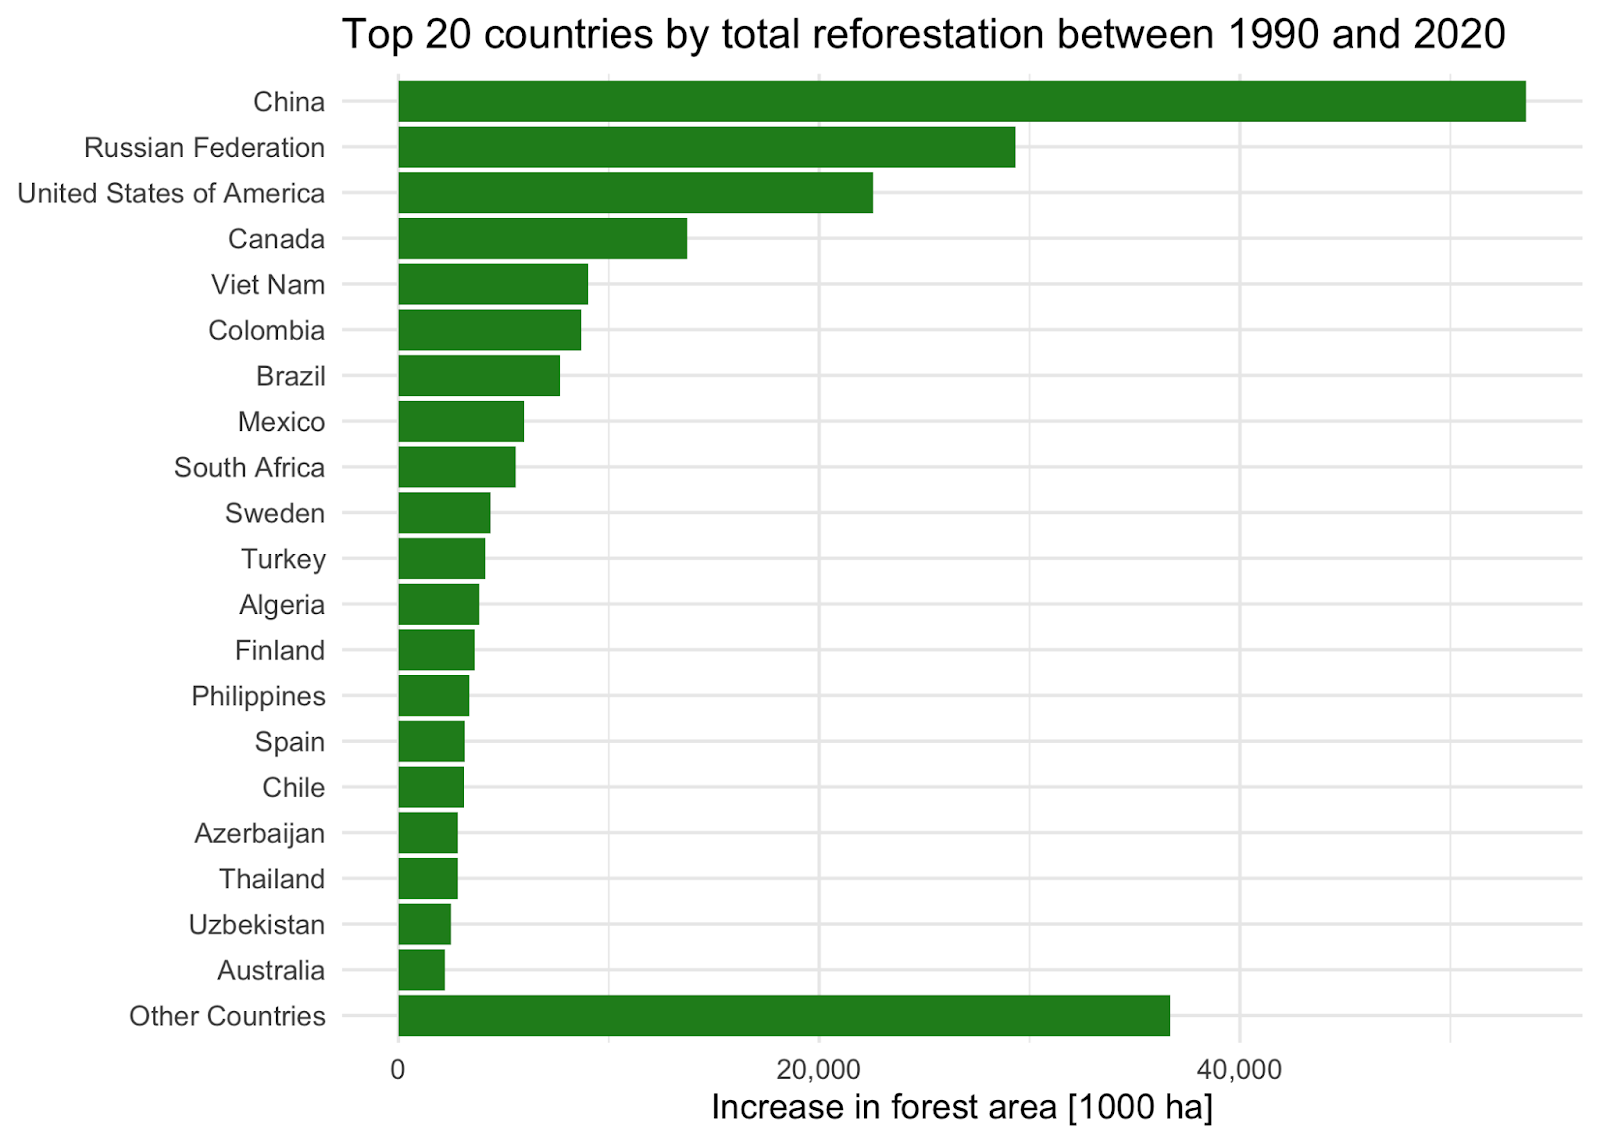 Top 20 countries by total reforestation between 1990 and 2020
China
Russian Federation
United States of America
Canada
Viet Nam
Colombia
Brazil
Mexico
South Africa
Sweden
Turkey
Algeria
Finland
Philippines
Spain
Chile
Azerbaijan
Thailand
Uzbekistan
Australia
Other Countries
0 20,000 40,000
Increase in forest area [1000 ha]